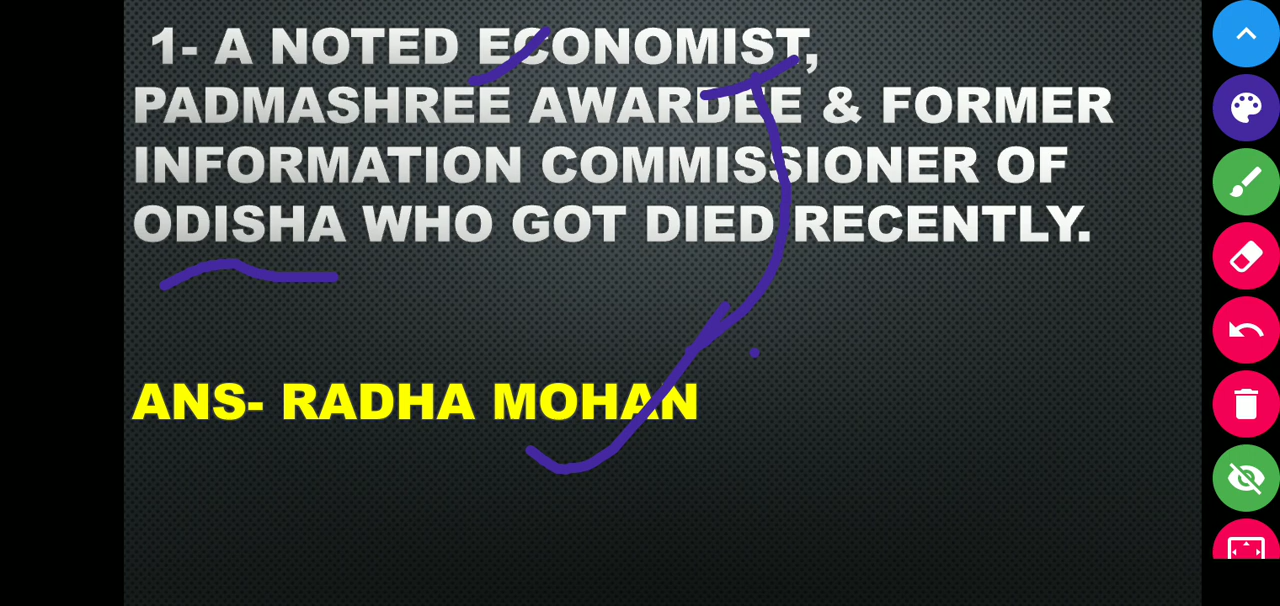 1- A NOTED ECONOMIST,
PADMASHREE AWARDEE & FORMER
INFORMATION COMMISSIONER OF
ODISHA WHO GOT DIED RECENTLY.
ANS- RADHA MOHAN